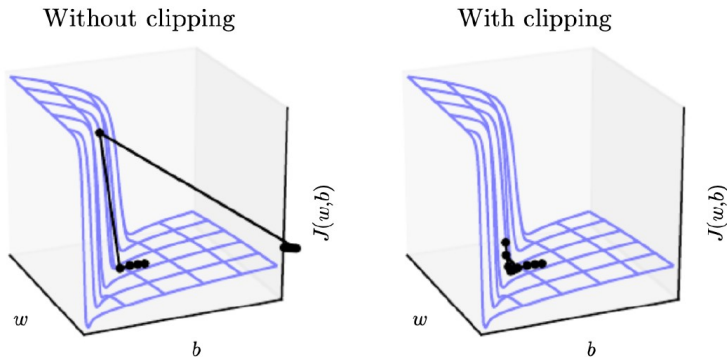 Without clipping
With clipping
J(w,b)
w
b
J(w,b)
w
b